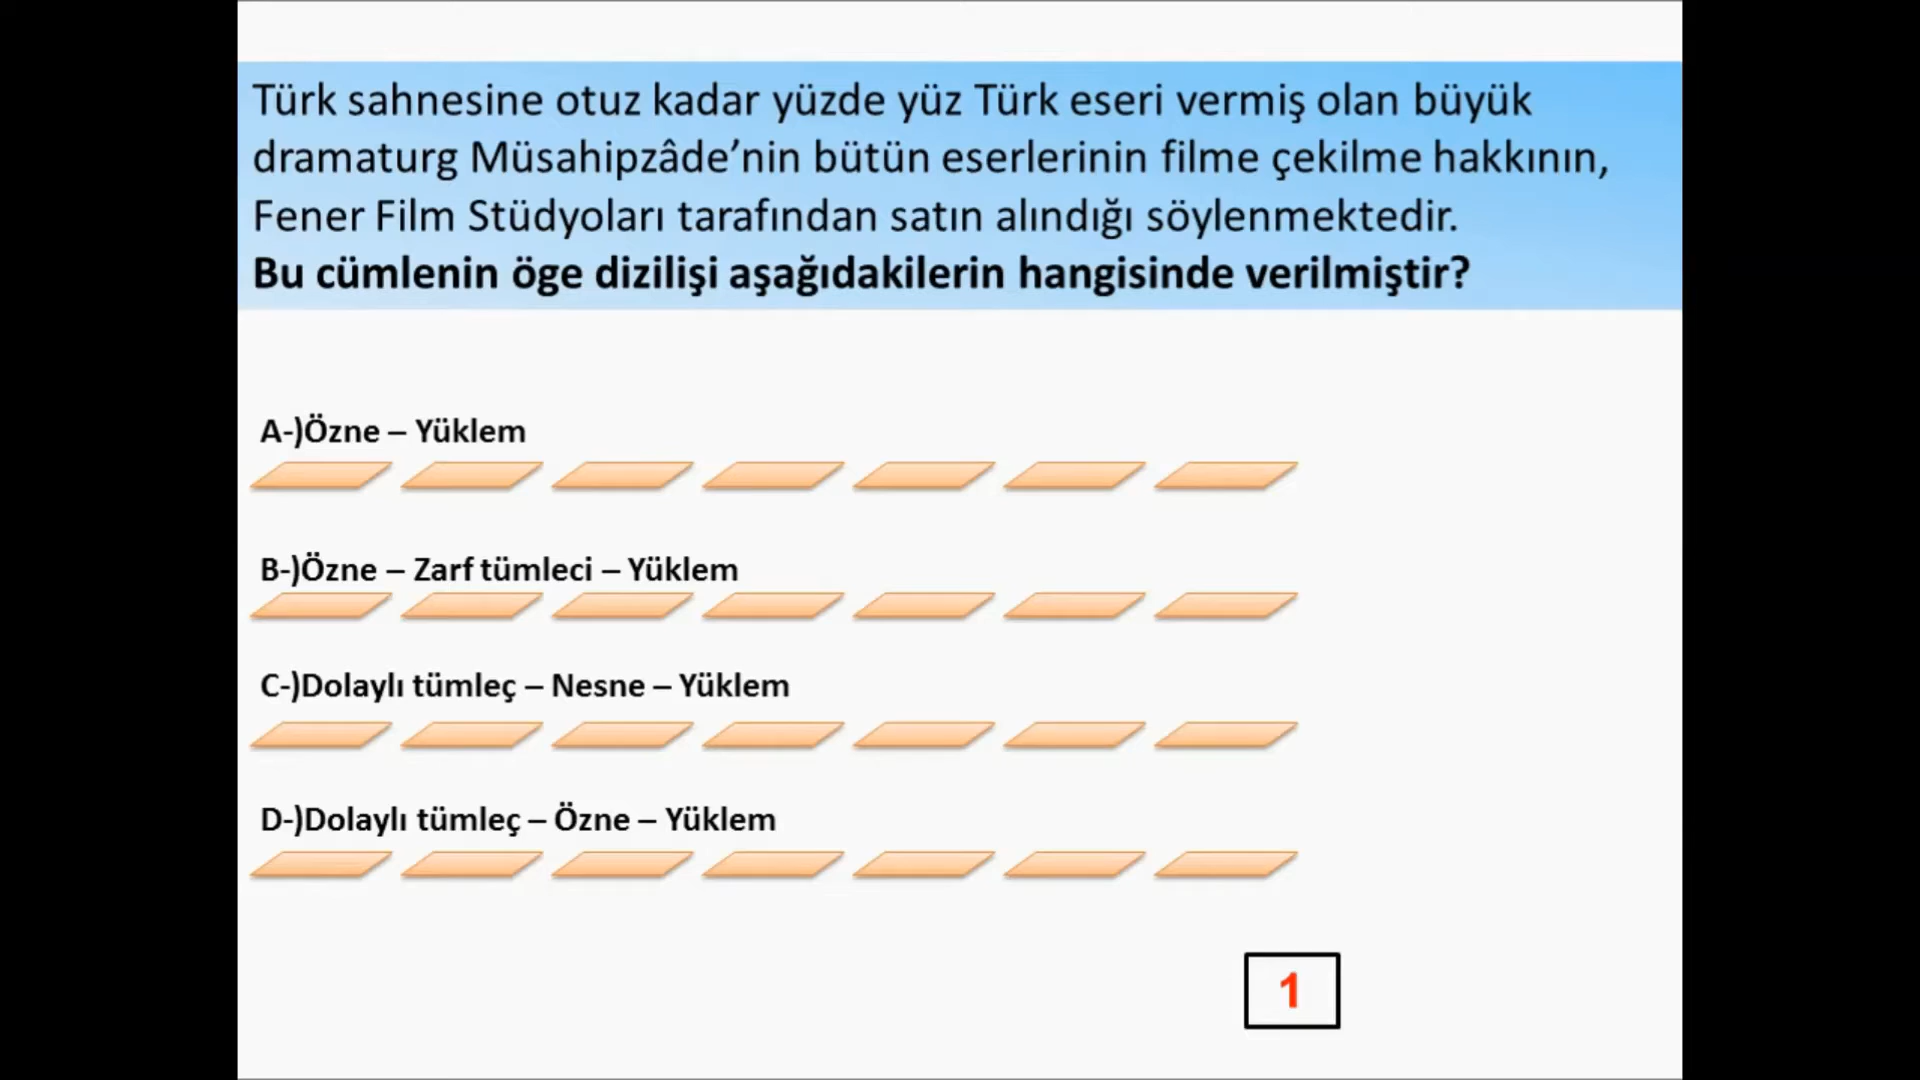 Türk sahnesine otuz kadar yüzde yüz Türk eseri vermiş olan büyük
dramaturg Müsahipzâde’nin bütün eserlerinin filme çekilme hakkının,
Fener Film Stüdyoları tarafından satın alındığı söylenmektedir.
Bu cümlenin öge dizilişi aşağıdakilerin hangisinde verilmiştir?
A-)Özne – Yüklem
B-)Özne – Zarf tümleci – Yüklem
C-)Dolaylı tümleç – Nesne – Yüklem
D-)Dolaylı tümleç – Özne – Yüklem
1